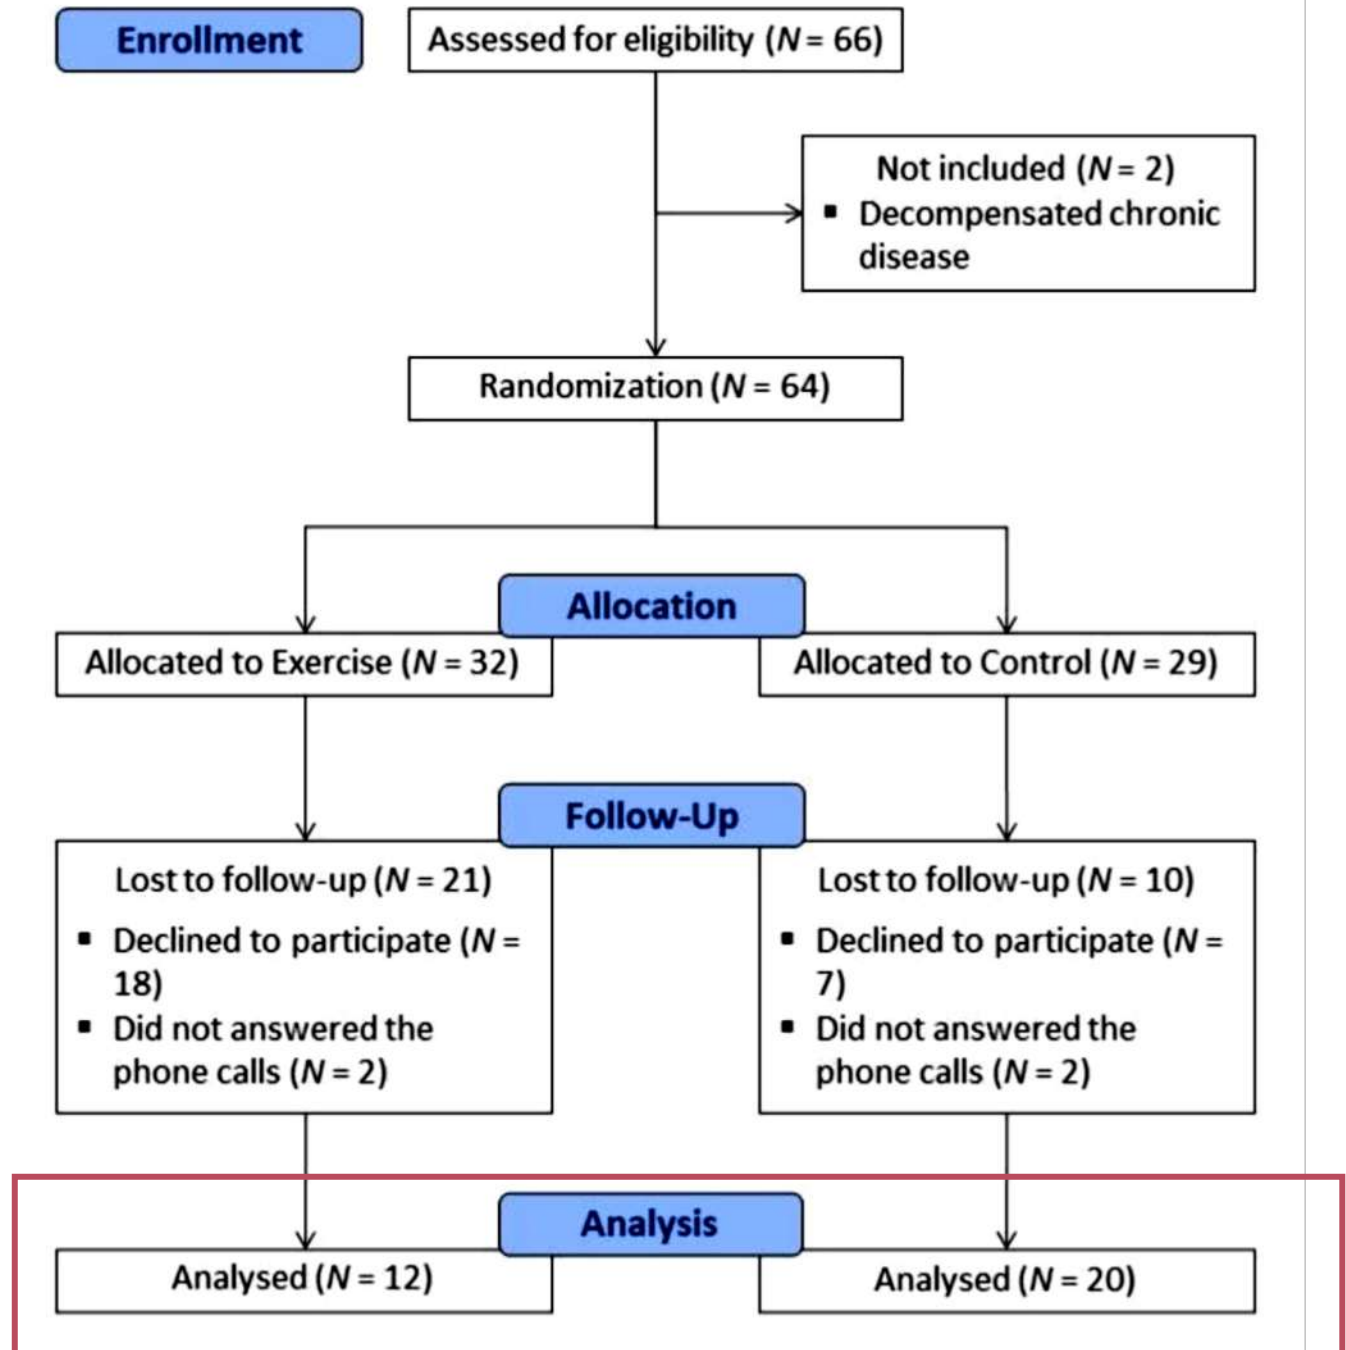 Enrollment
Assessed for eligibility (N = 66)
Not included (N = 2)
▪ Decompensated chronic
disease
Randomization (N = 64)
Allocation
Allocated to Exercise (N = 32)
Allocated to Control (N = 29)
Follow-Up
Lost to follow-up (N = 21)
▪ Declined to participate (N =
18)
▪ Did not answered the
phone calls (N = 2)
Lost to follow-up (N = 10)
▪ Declined to participate (N =
7)
▪ Did not answered the
phone calls (N = 2)
Analysis
Analysed (N = 12)
Analysed (N = 20)